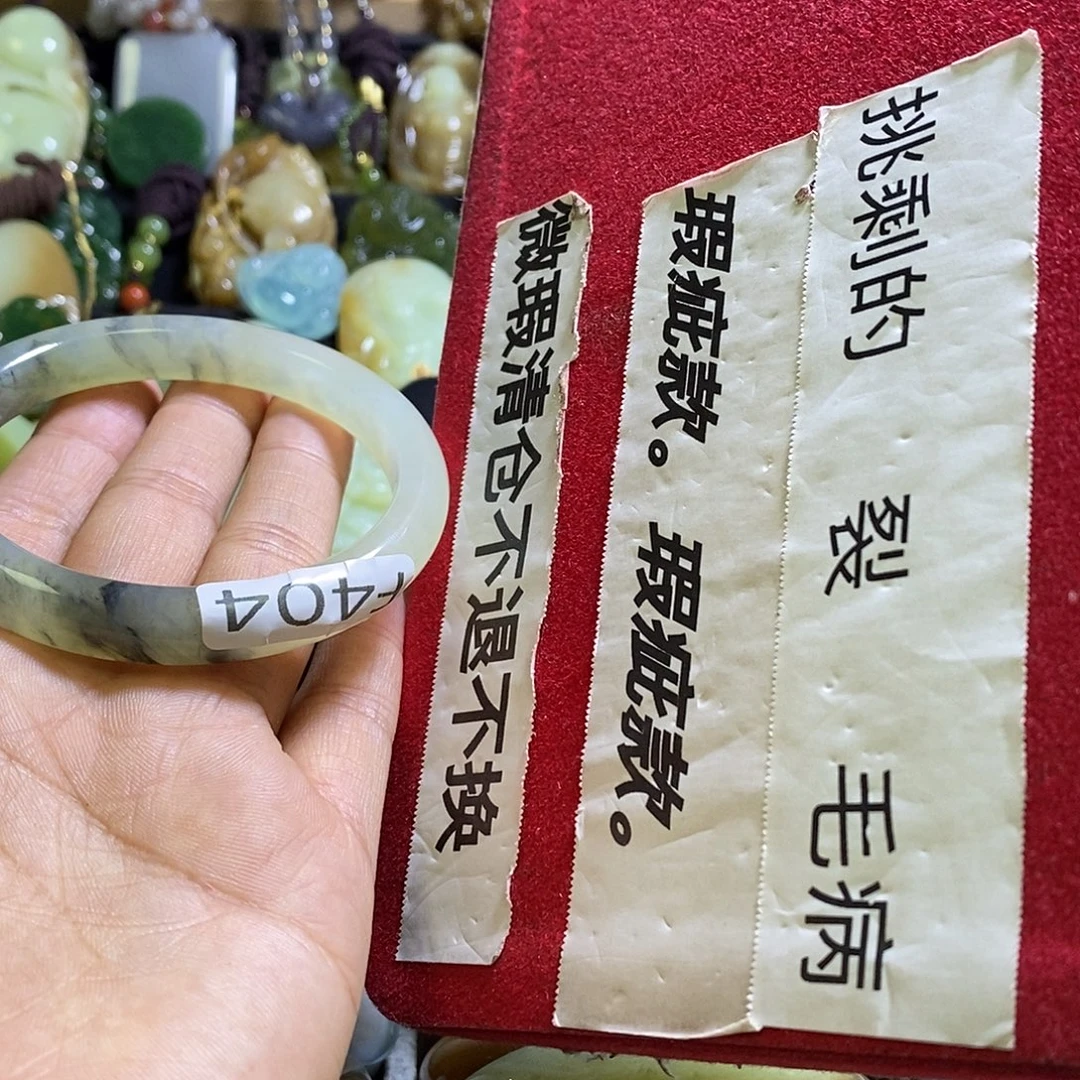 挑剩的 裂 毛病
瑕疵款。瑕疵款。
微瑕清仓不退不换
404